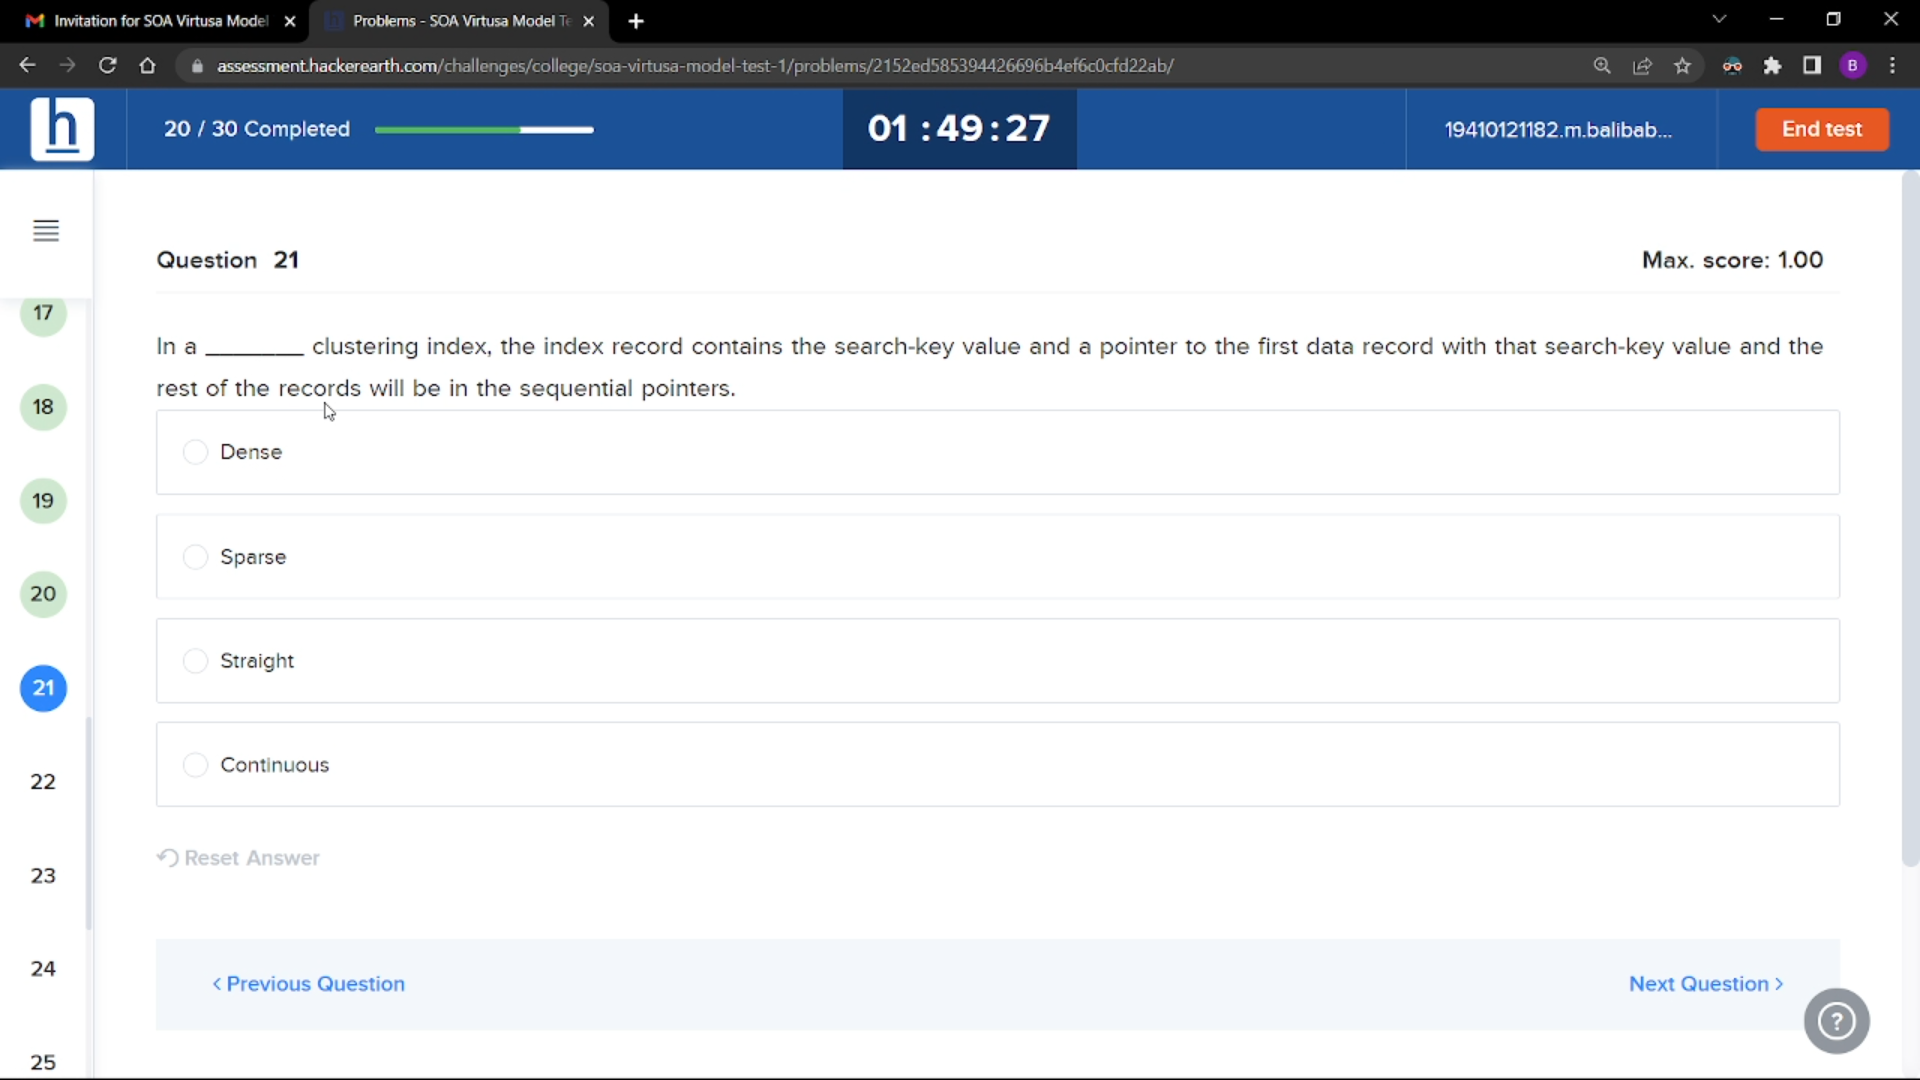 Invitation for SOA Virtusa Model
Problems - SOA Virtusa Model Te
assessment.hackerearth.com/challenges/college/soa-virtusa-model-test-1/problems/2152ed585394426696b4ef6c0cfd22ab/
B
h
20 / 30 Completed
01 : 49 : 27
19410121182.m.balibab...
End test
Question 21
Max. score: 1.00
In a ________ clustering index, the index record contains the search-key value and a pointer to the first data record with that search-key value and the
rest of the records will be in the sequential pointers.
Dense
Sparse
Straight
Continuous
Reset Answer
< Previous Question
Next Question >
?
17
18
19
20
21
22
23
24
25